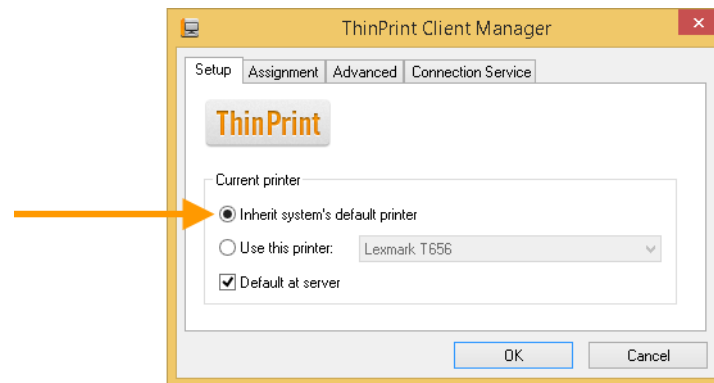 ThinPrint Client Manager
Setup Assignment Advanced Connection Service
ThinPrint
Current printer
Inherit system's default printer
Use this printer: Lexmark T656
Default at server
OK Cancel